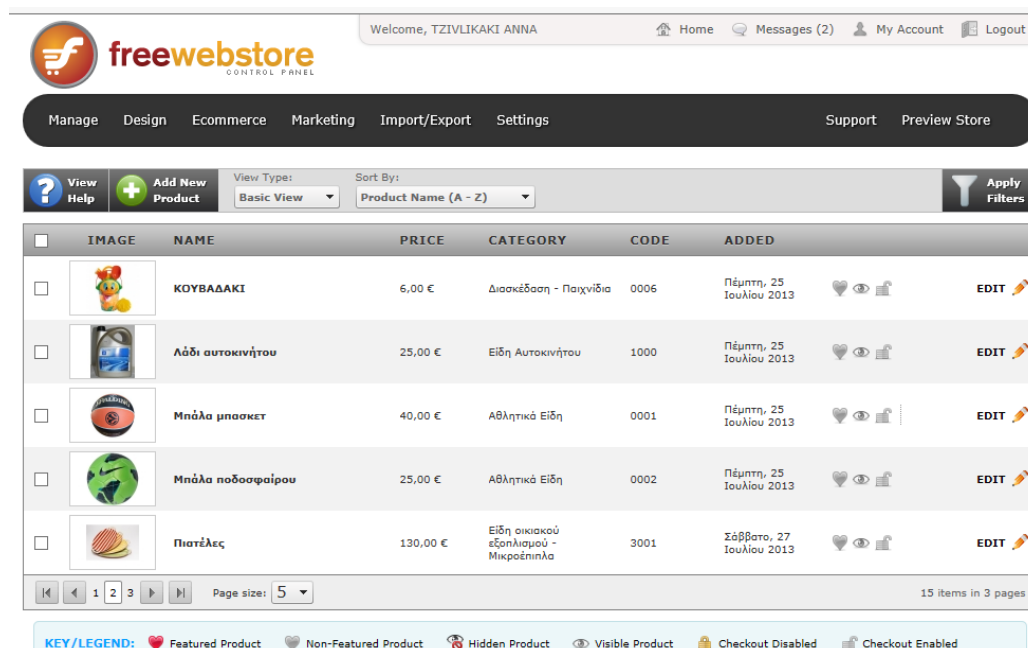 Welcome, TZIVLIKAKI ANNA Home Messages (2) My Account Logout
freewebstore
CONTROL PANEL
Manage Design Ecommerce Marketing Import/Export Settings Support Preview Store
View Help
Add New Product
View Type:
Basic View
Sort By:
Product Name (A - Z)
Apply Filters
IMAGE NAME PRICE CATEGORY CODE ADDED
ΚΟΥΒΑΔΑΚΙ 6,00 € Διασκέδαση - Παιχνίδια 0006 Πέμπτη, 25 Ιουλίου 2013 EDIT
Λάδι αυτοκινήτου 25,00 € Είδη Αυτοκινήτου 1000 Πέμπτη, 25 Ιουλίου 2013 EDIT
Μπάλα μπασκετ 40,00 € Αθλητικά Είδη 0001 Πέμπτη, 25 Ιουλίου 2013 EDIT
Μπάλα ποδοσφαίρου 25,00 € Αθλητικά Είδη 0002 Πέμπτη, 25 Ιουλίου 2013 EDIT
Πιατέλες 130,00 € Είδη οικιακού εξοπλισμού - Μικροέπιπλα 3001 Σάββατο, 27 Ιουλίου 2013 EDIT
1 2 3 Page size: 5 15 items in 3 pages
KEY/LEGEND: Featured Product Non-Featured Product Hidden Product Visible Product Checkout Disabled Checkout Enabled